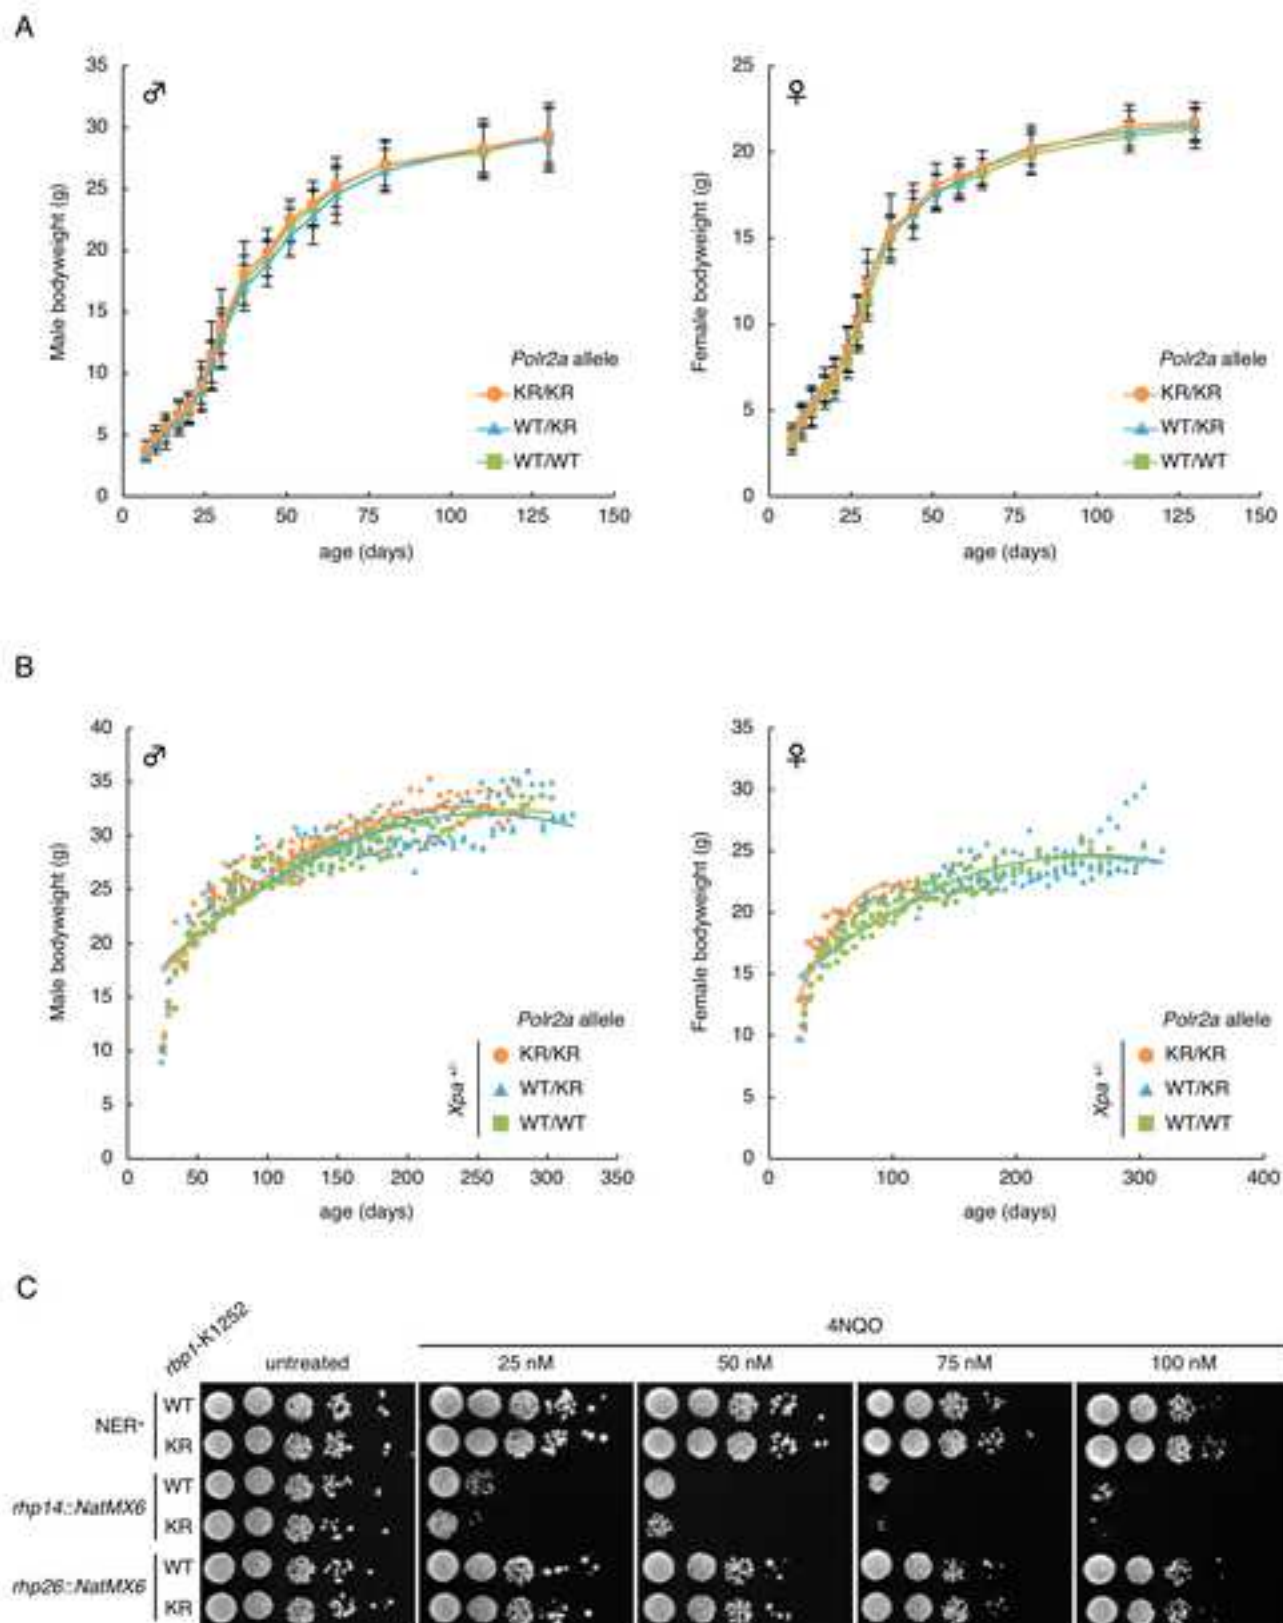 A
♂
Male bodyweight (g)
35
30
25
20
15
10
5
0
0 25 50 75 100 125 150
age (days)
Polr2a allele
KR/KR
WT/KR
WT/WT
♀
Female bodyweight (g)
25
20
15
10
5
0
0 25 50 75 100 125 150
age (days)
Polr2a allele
KR/KR
WT/KR
WT/WT
B
♂
Male bodyweight (g)
40
35
30
25
20
15
10
5
0
0 50 100 150 200 250 300 350
age (days)
Polr2a allele
Xpa
KR/KR
WT/KR
WT/WT
♀
Female bodyweight (g)
35
30
25
20
15
10
5
0
0 100 200 300 400
age (days)
Polr2a allele
Xpa
KR/KR
WT/KR
WT/WT
C
rbp1-K1252
4NQO
untreated 25 nM 50 nM 75 nM 100 nM
NER+
WT
KR
rhp14::NatMX6
WT
KR
rhp26::NatMX6
WT
KR